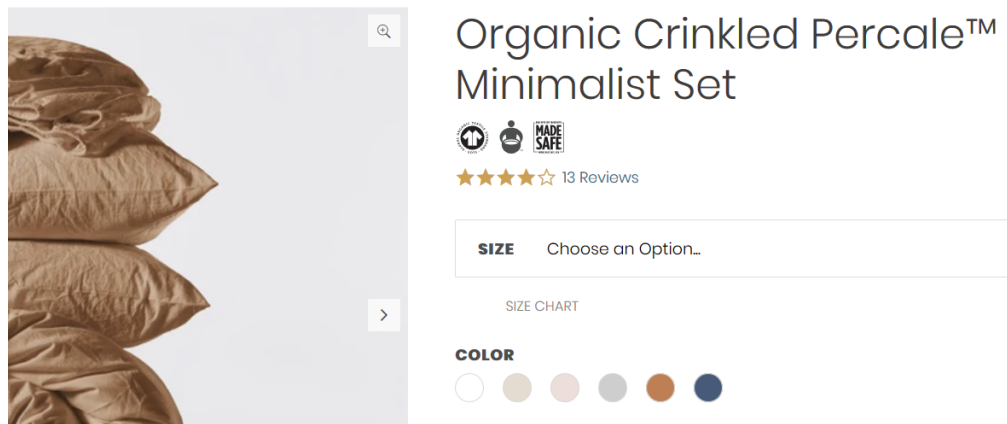 Organic Crinkled Percale™
Minimalist Set
MADE
SAFE
13 Reviews
SIZE Choose an Option...
SIZE CHART
COLOR